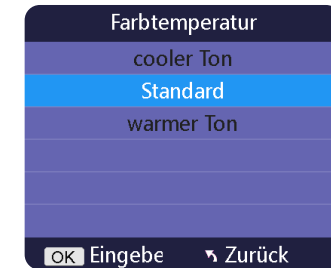 Farbtemperatur
cooler Ton
Standard
warmer Ton
OK Eingebe Zurück